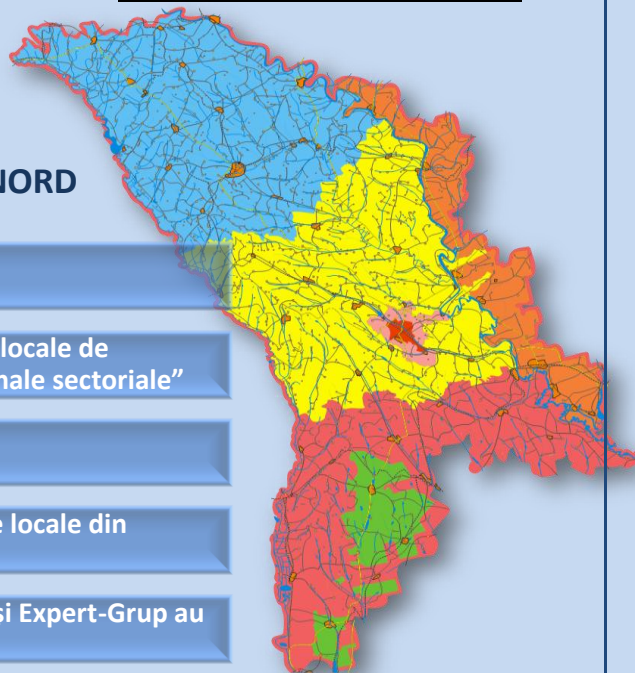 NORD
locale de
nale sectoriale”
e locale din
si Expert-Grup au